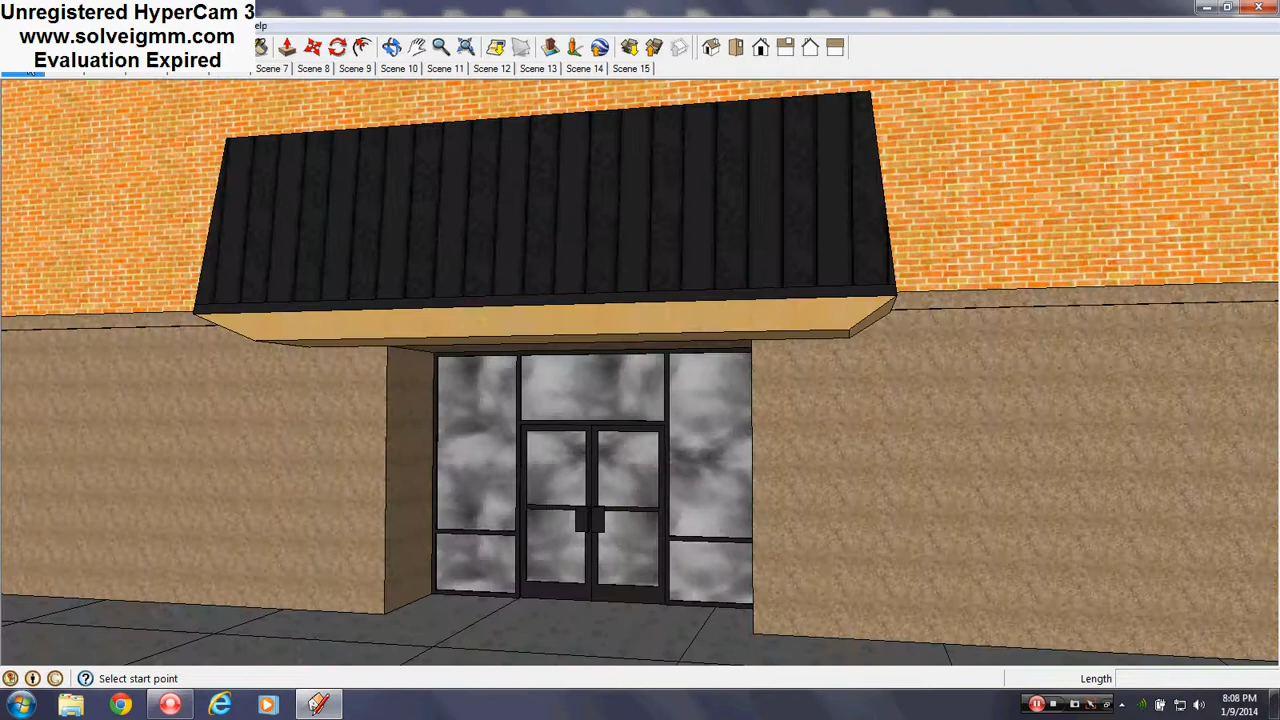 Unregistered HyperCam 3
www.solveigmm.com
Evaluation Expired
elp
Scene 7 Scene 8 Scene 9 Scene 10 Scene 11 Scene 12 Scene 13 Scene 14 Scene 15
Select start point
Length
8:08 PM
1/9/2014